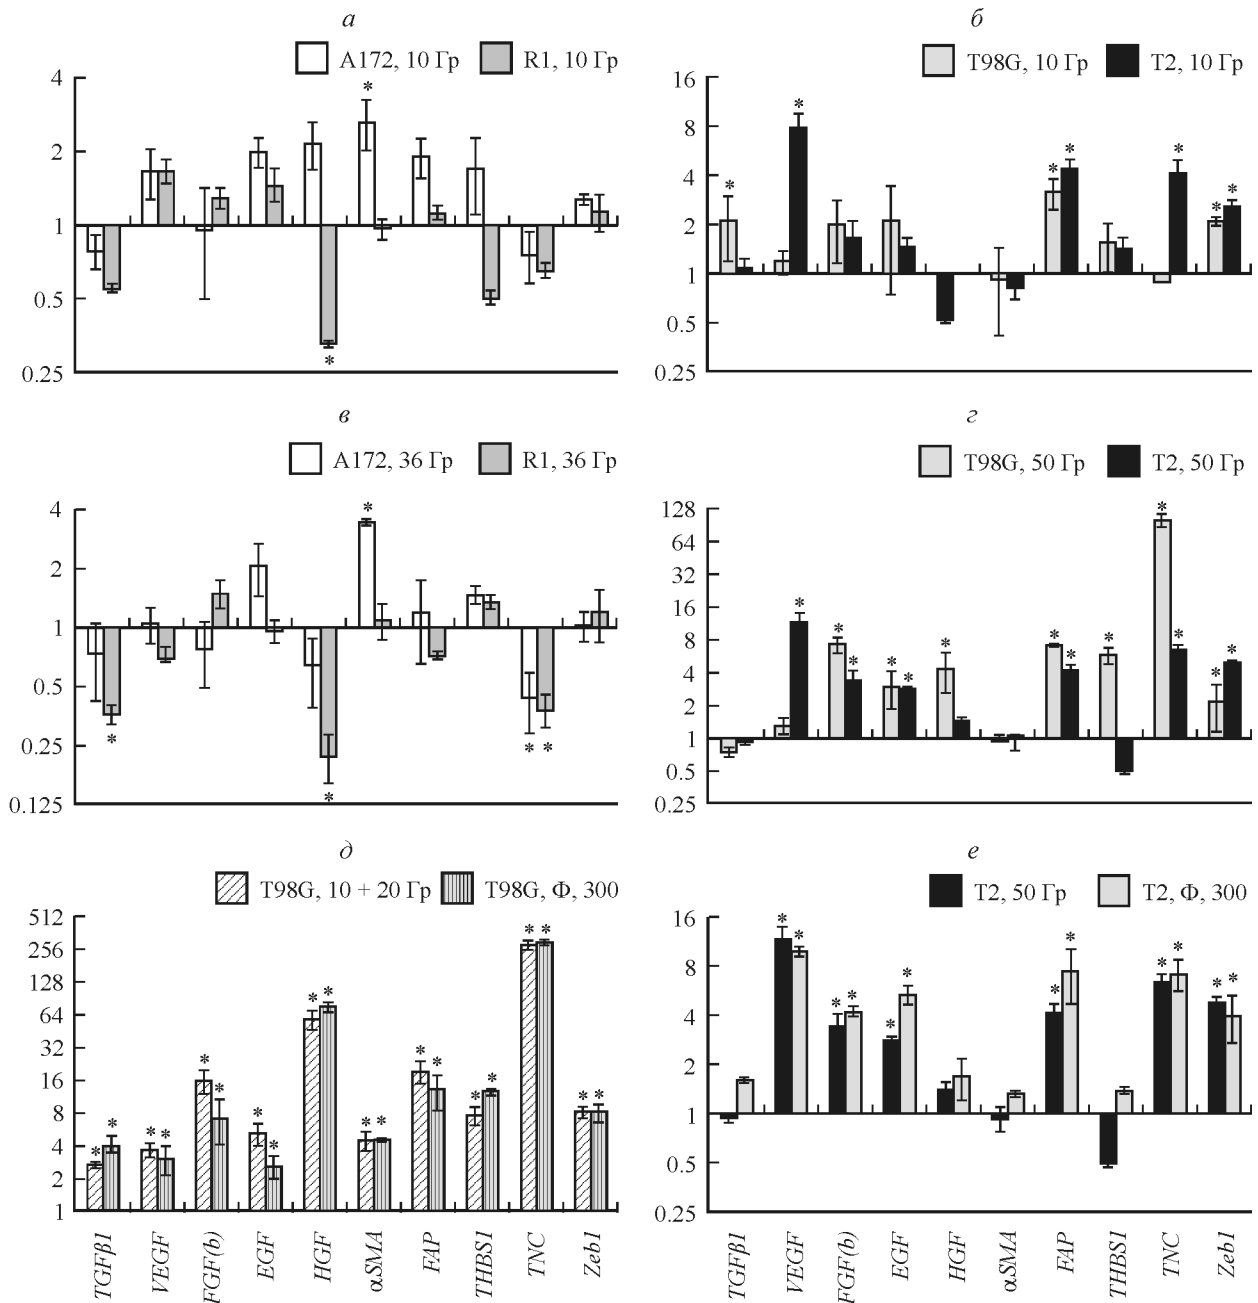 а
A172, 10 Гр R1, 10 Гр
4
2
1
0.5
0.25
*
*
б
T98G, 10 Гр T2, 10 Гр
16
8
4
2
1
0.5
0.25
* * * * * * *
в
A172, 36 Гр R1, 36 Гр
4
2
1
0.5
0.25
0.125
* * * * *
г
T98G, 50 Гр T2, 50 Гр
128
64
32
16
8
4
2
1
0.5
0.25
* * * * * * * * * * * * *
д
T98G, 10 + 20 Гр T98G, Ф, 300
512
256
128
64
32
16
8
4
2
1
* * * * * * * * * * * * * * * * * * * *
TGFβ1 VEGF FGF(b) EGF HGF αSMA FAP THBS1 TNC Zeb1
е
T2, 50 Гр T2, Ф, 300
16
8
4
2
1
0.5
0.25
* * * * * * * * * * * *
TGFβ1 VEGF FGF(b) EGF HGF αSMA FAP THBS1 TNC Zeb1